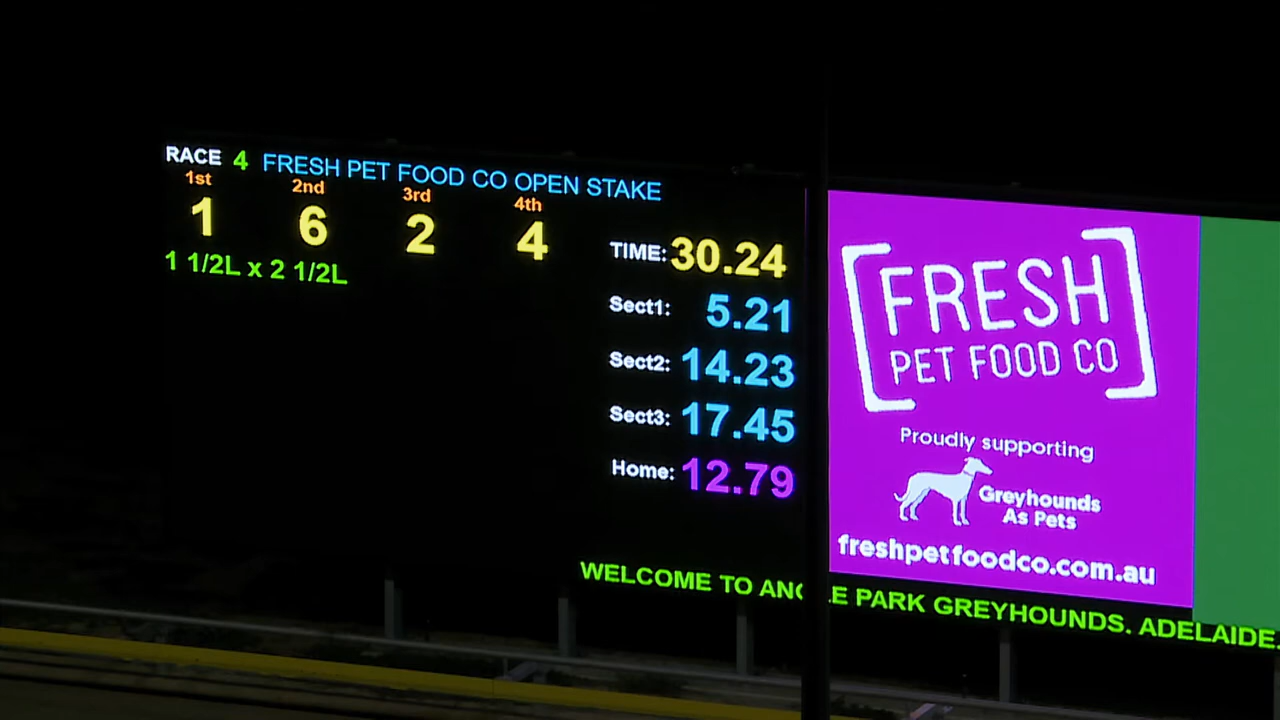 RACE 4 FRESH PET FOOD CO OPEN STAKE
1st 2nd 3rd 4th
1 6 2 4
1 1/2L x 2 1/2L
TIME: 30.24
Sect1: 5.21
Sect2: 14.23
Sect3: 17.45
Home: 12.79
FRESH
PET FOOD CO
Proudly supporting
Greyhounds
As Pets
freshpetfoodco.com.au
WELCOME TO ANGLE PARK GREYHOUNDS. ADELAIDE.